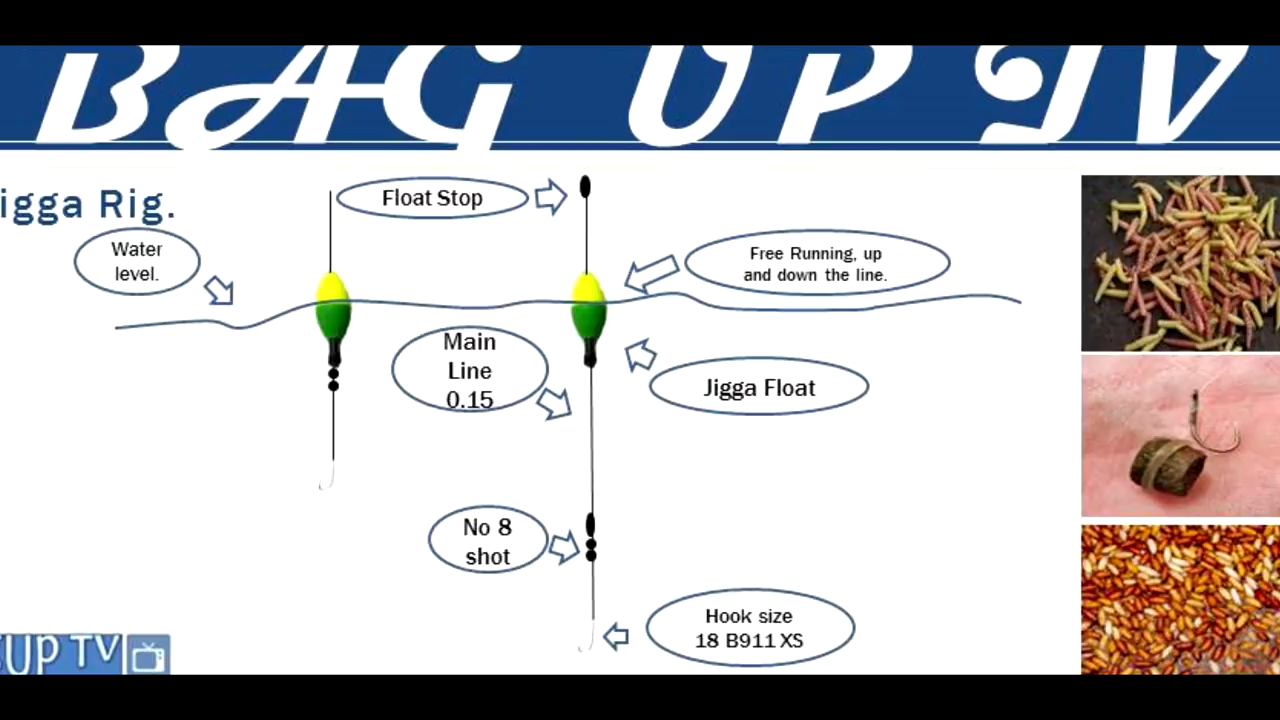 BAG UP TV
igga Rig.
Float Stop
Water
level.
Free Running, up
and down the line.
Main
Line
0.15
Jigga Float
No 8
shot
Hook size
18 B911 XS
UP TV